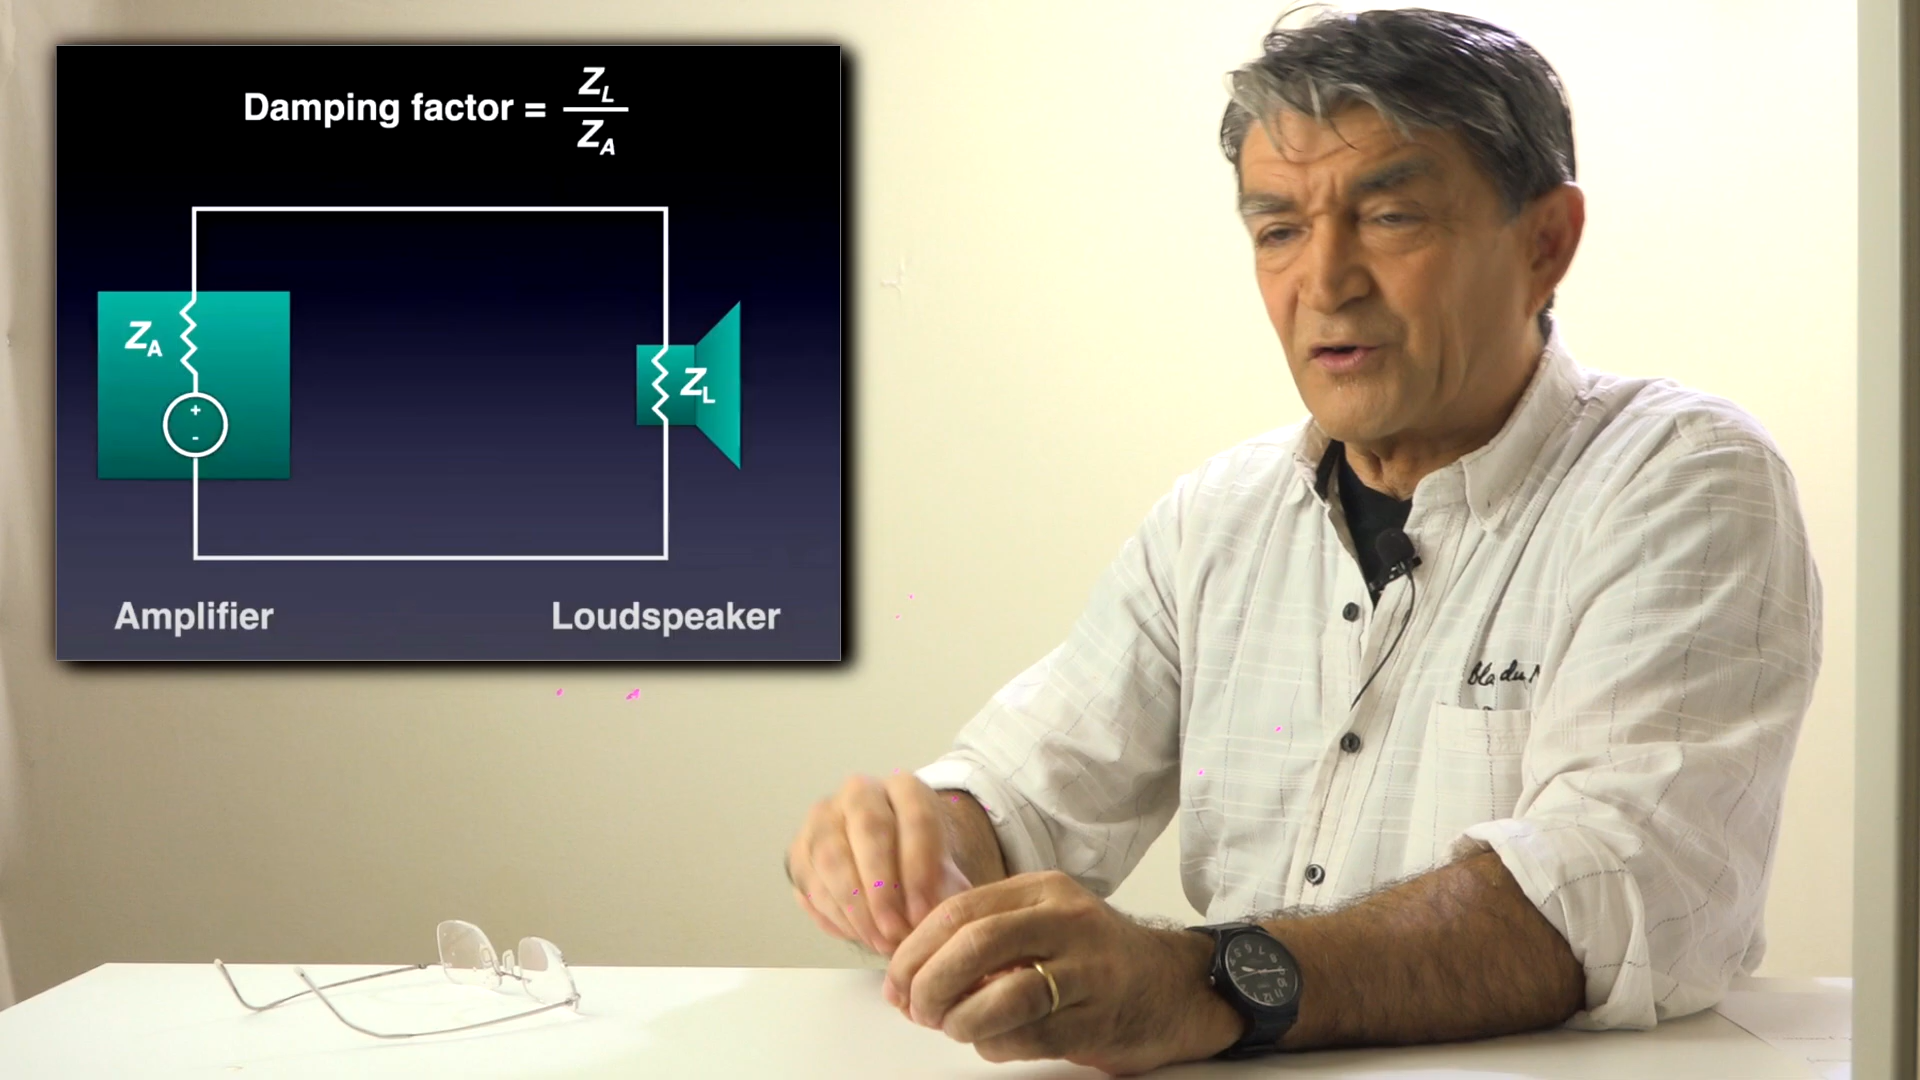 Damping factor = Z_L / Z_A
Z_A
+
-
Z_L
Amplifier
Loudspeaker